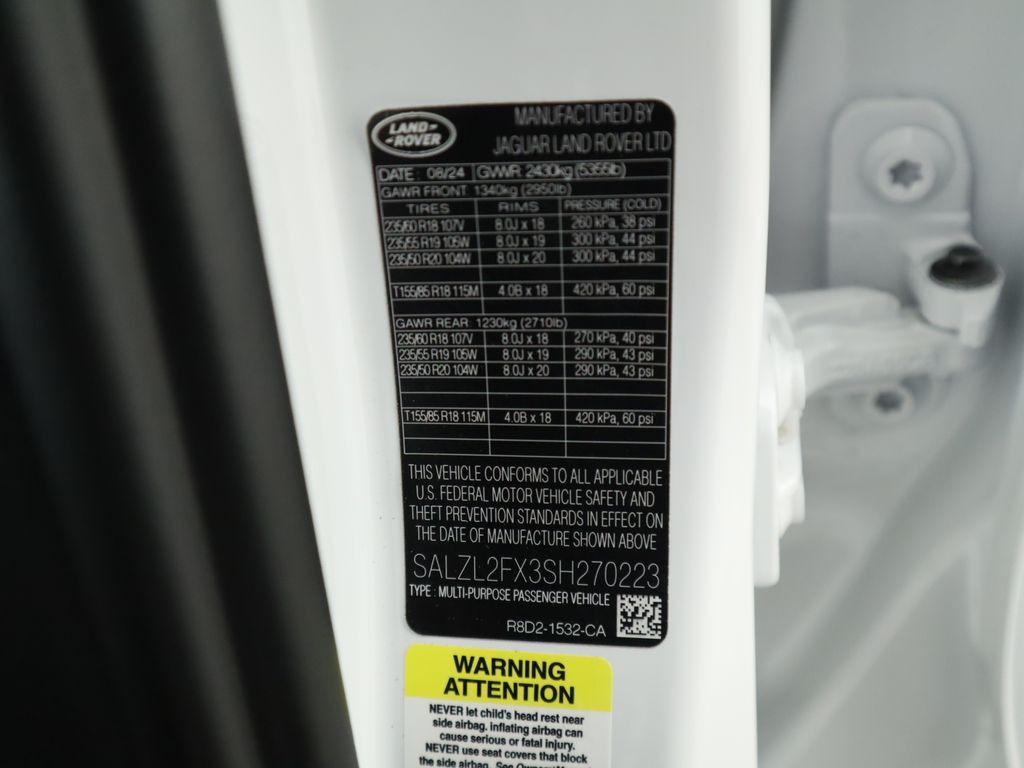 LAND-
-ROVER
MANUFACTURED BY
JAGUAR LAND ROVER LTD
DATE : 08/24 GVWR 2430kg (5355lb)
GAWR FRONT 1340kg (2950lb)
TIRES RIMS PRESSURE (COLD)
235/60 R18 107V 8.0J x 18 260 kPa, 38 psi
235/55 R19 105W 8.0J x 19 300 kPa, 44 psi
235/50 R20 104W 8.0J x 20 300 kPa, 44 psi
T155/85 R18 115M 4.0B x 18 420 kPa, 60 psi
GAWR REAR 1230kg (2710lb)
235/60 R18 107V 8.0J x 18 270 kPa, 40 psi
235/55 R19 105W 8.0J x 19 290 kPa, 43 psi
235/50 R20 104W 8.0J x 20 290 kPa, 43 psi
T155/85 R18 115M 4.0B x 18 420 kPa, 60 psi
THIS VEHICLE CONFORMS TO ALL APPLICABLE
U.S. FEDERAL MOTOR VEHICLE SAFETY AND
THEFT PREVENTION STANDARDS IN EFFECT ON
THE DATE OF MANUFACTURE SHOWN ABOVE
SALZL2FX3SH270223
TYPE : MULTI-PURPOSE PASSENGER VEHICLE
R8D2-1532-CA
WARNING
ATTENTION
NEVER let child's head rest near
side airbag. inflating airbag can
cause serious or fatal injury.
NEVER use seat covers that block
the side airbag. See